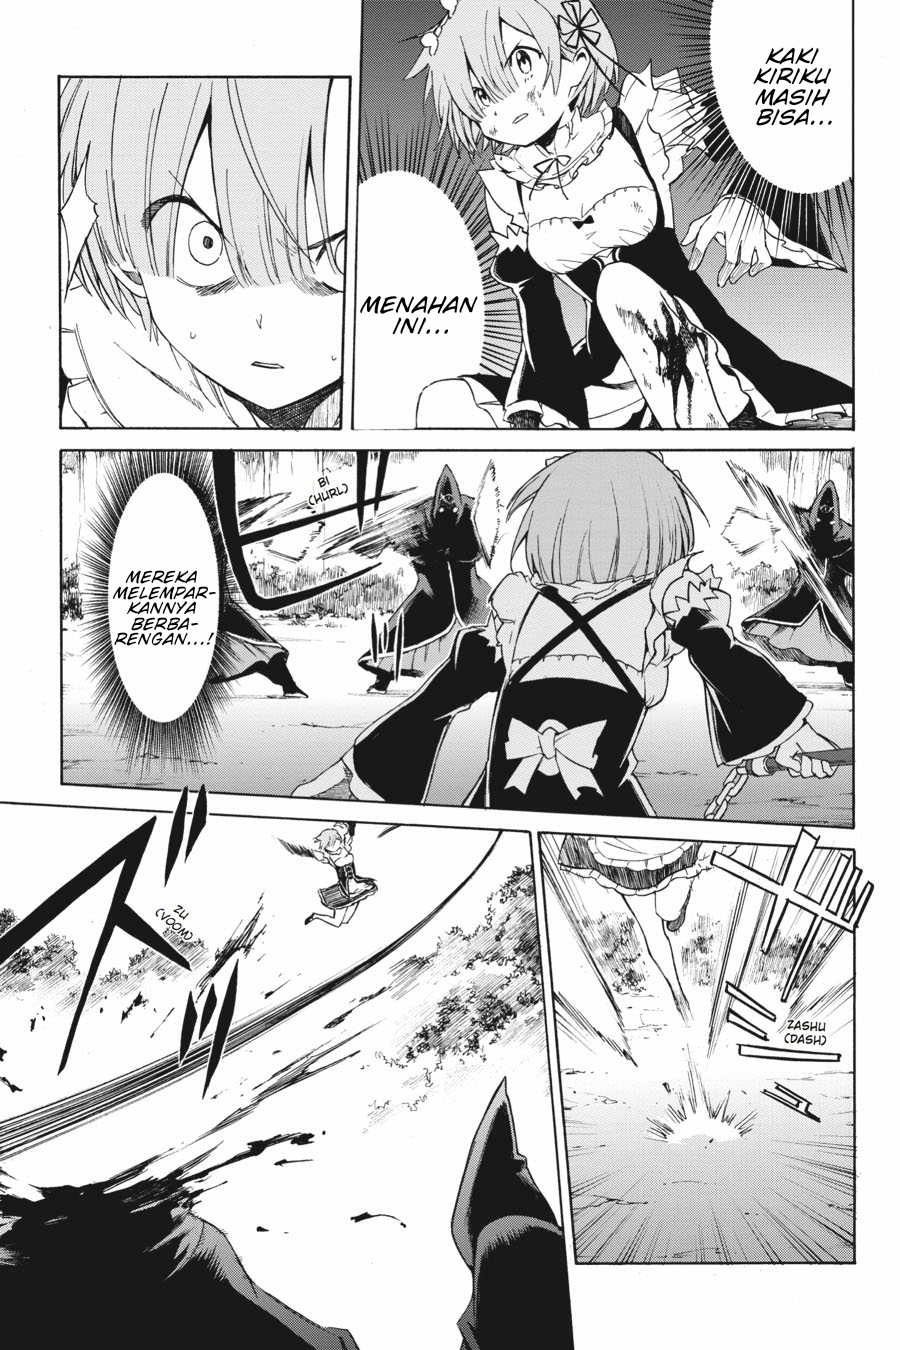 KAKI
KIRIKU
MASIH
BISA...
MENAHAN
INI...
BI
(HURL)
MEREKA
MELEMPAR-
KANNYA
BERBA-
RENGAN...!
ZASHU
(DASH)
ZU
(VOOM)